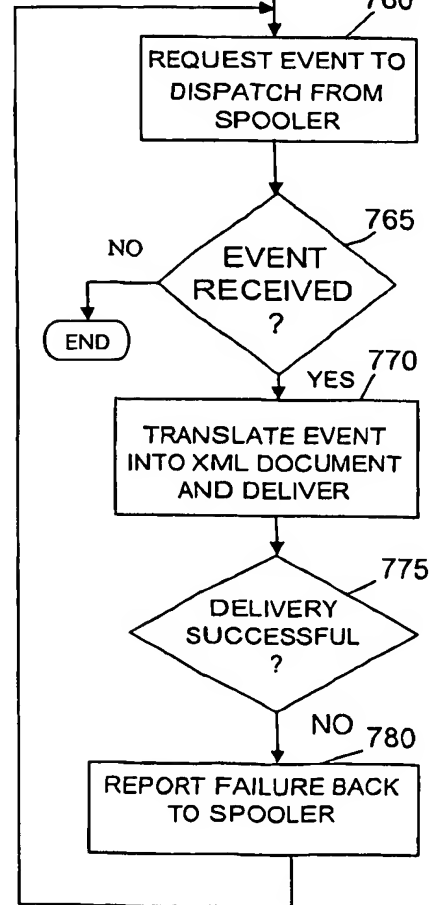 760
REQUEST EVENT TO
DISPATCH FROM
SPOOLER
765
NO
EVENT
RECEIVED
?
END
YES
770
TRANSLATE EVENT
INTO XML DOCUMENT
AND DELIVER
775
DELIVERY
SUCCESSFUL
?
NO
780
REPORT FAILURE BACK
TO SPOOLER